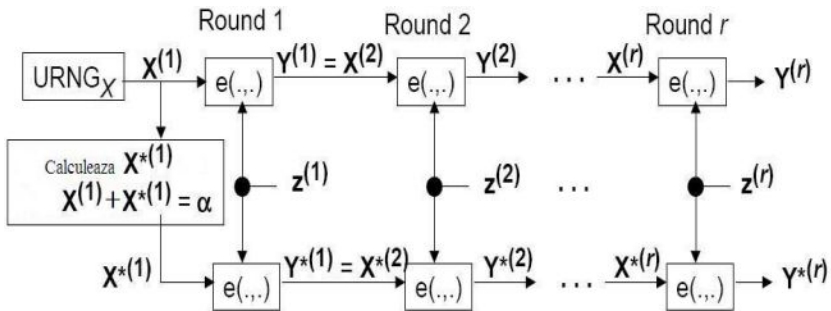 Round 1 Round 2 Round r
URNG_X X^(1) e(.,.) Y^(1) = X^(2) e(.,.) Y^(2) ... X^(r) e(.,.) Y^(r)
Calculeaza X*^(1)
X^(1)+X*^(1) = α
z^(1) z^(2) ... z^(r)
X*^(1) e(.,.) Y*^(1) = X*^(2) e(.,.) Y*^(2) ... X*^(r) e(.,.) Y*^(r)